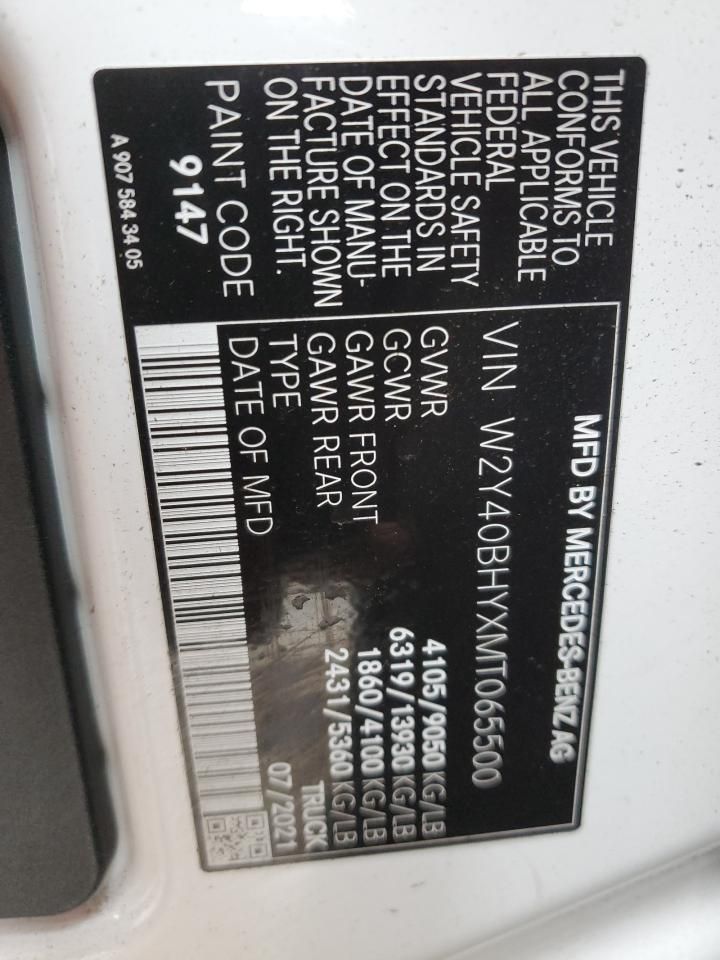 MFD BY MERCEDES-BENZ AG
VIN W2Y40BHYXMT065500
GVWR 4105/9050 KG/LB
GCWR 6319/13930 KG/LB
GAWR FRONT 1860/4100 KG/LB
GAWR REAR 2431/5360 KG/LB
TYPE TRUCK
DATE OF MFD 07/2021
THIS VEHICLE
CONFORMS TO
ALL APPLICABLE
FEDERAL
VEHICLE SAFETY
STANDARDS IN
EFFECT ON THE
DATE OF MANU-
FACTURE SHOWN
ON THE RIGHT.
PAINT CODE
9147
A 907 584 34 05